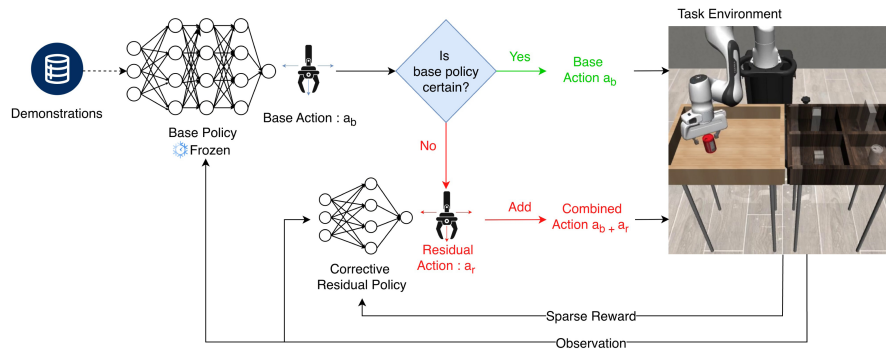 Task Environment
Is
base policy
certain?
Yes
Base
Action a_b
Demonstrations
Base Action : a_b
Base Policy
Frozen
No
Add
Combined
Action a_b + a_r
Residual
Action : a_r
Corrective
Residual Policy
Sparse Reward
Observation